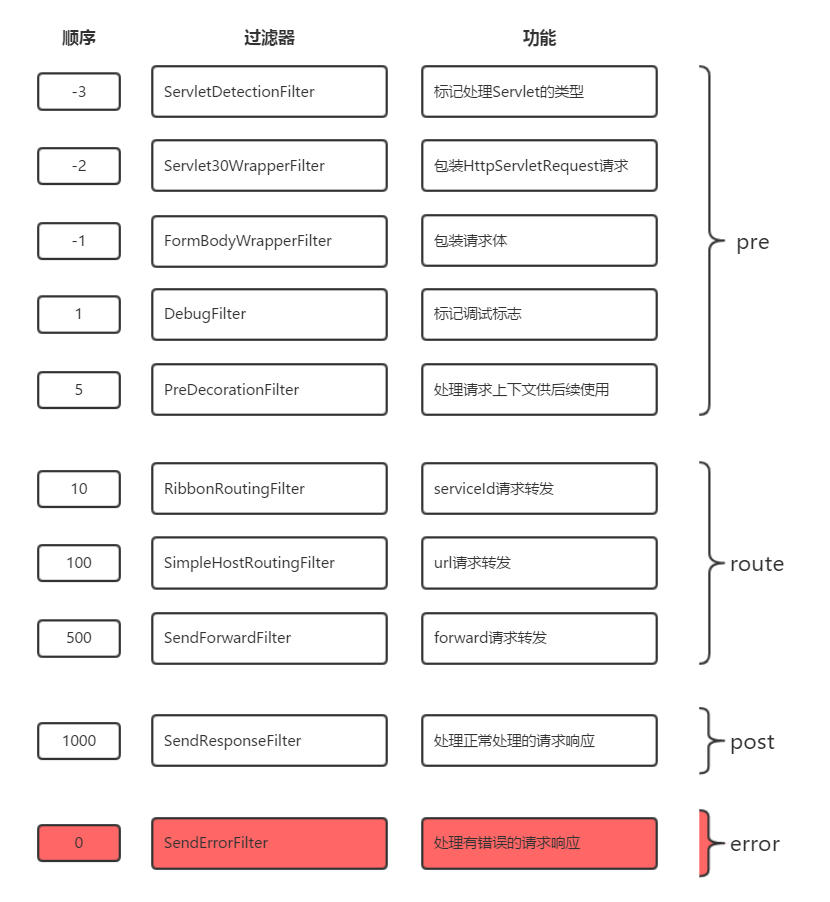 顺序 过滤器 功能
-3 ServletDetectionFilter 标记处理Servlet的类型
-2 Servlet30WrapperFilter 包装HttpServletRequest请求
-1 FormBodyWrapperFilter 包装请求体
pre
1 DebugFilter 标记调试标志
5 PreDecorationFilter 处理请求上下文供后续使用
10 RibbonRoutingFilter serviceId请求转发
100 SimpleHostRoutingFilter url请求转发
route
500 SendForwardFilter forward请求转发
1000 SendResponseFilter 处理正常处理的请求响应
post
0 SendErrorFilter 处理有错误的请求响应
error